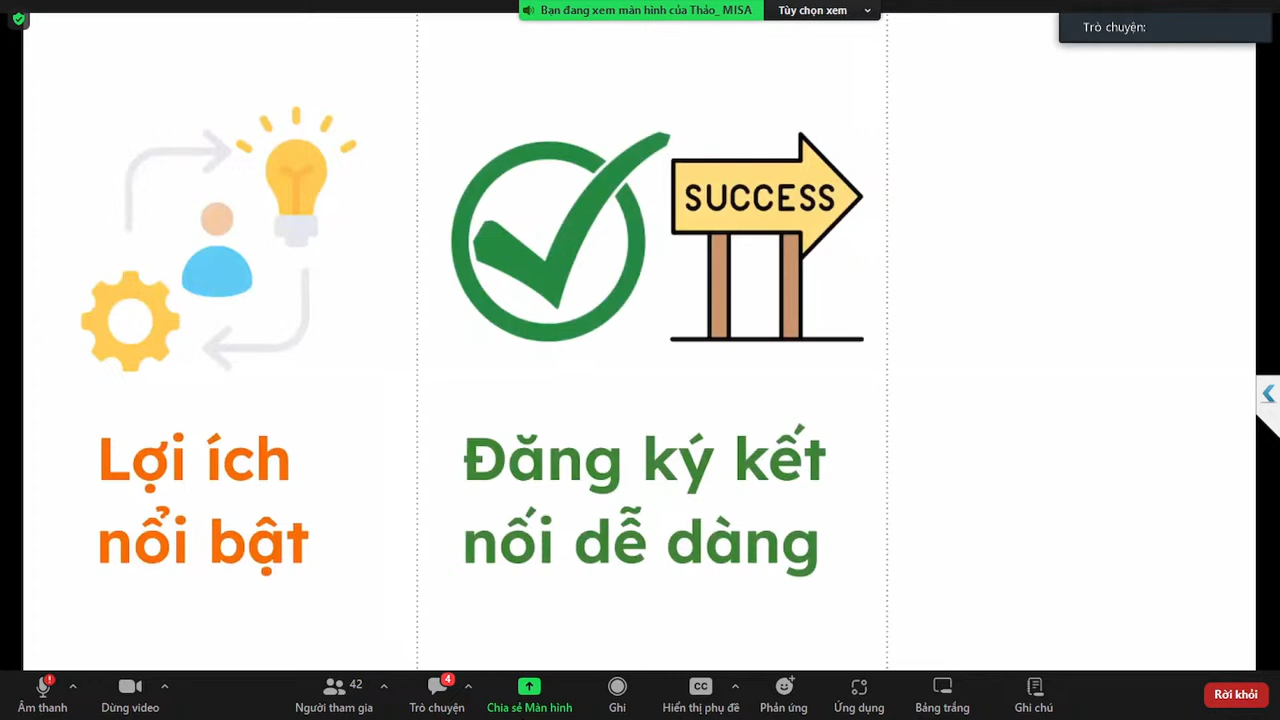 Bạn đang xem màn hình của Thảo_ MISA
Tùy chọn xem
Trò chuyện:
SUCCESS
Lợi ích
nổi bật
Đăng ký kết
nối dễ dàng
Âm thanh
Dừng video
42
Người tham gia
4
Trò chuyện
Chia sẻ Màn hình
Ghi
CC
Hiển thị phụ đề
Phản ứng
Ứng dụng
Bảng trắng
Ghi chú
Rời khỏi